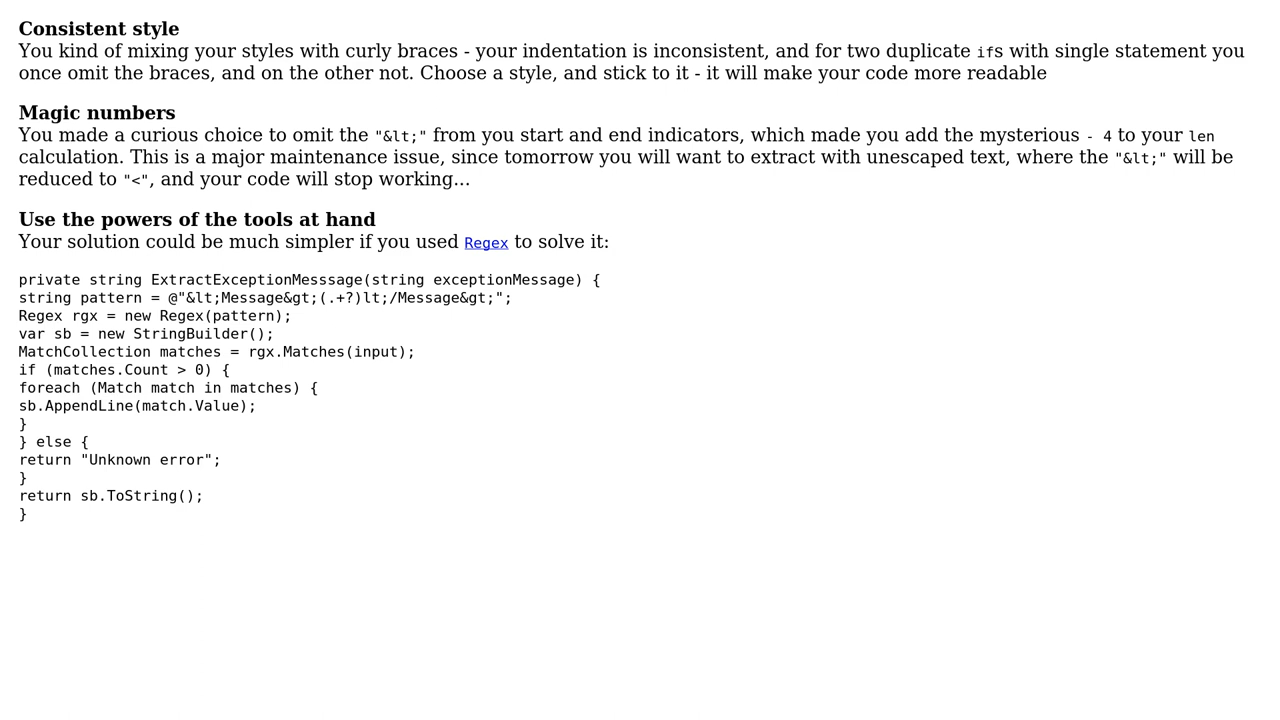 Consistent style
You kind of mixing your styles with curly braces - your indentation is inconsistent, and for two duplicate ifs with single statement you
once omit the braces, and on the other not. Choose a style, and stick to it - it will make your code more readable
Magic numbers
You made a curious choice to omit the "&lt;" from you start and end indicators, which made you add the mysterious - 4 to your len
calculation. This is a major maintenance issue, since tomorrow you will want to extract with unescaped text, where the "&lt;" will be
reduced to "<", and your code will stop working...
Use the powers of the tools at hand
Your solution could be much simpler if you used Regex to solve it:
private string ExtractExceptionMesssage(string exceptionMessage) {
string pattern = @"&lt;Message&gt;(.+?)lt;/Message&gt;";
Regex rgx = new Regex(pattern);
var sb = new StringBuilder();
MatchCollection matches = rgx.Matches(input);
if (matches.Count > 0) {
foreach (Match match in matches) {
sb.AppendLine(match.Value);
}
} else {
return "Unknown error";
}
return sb.ToString();
}